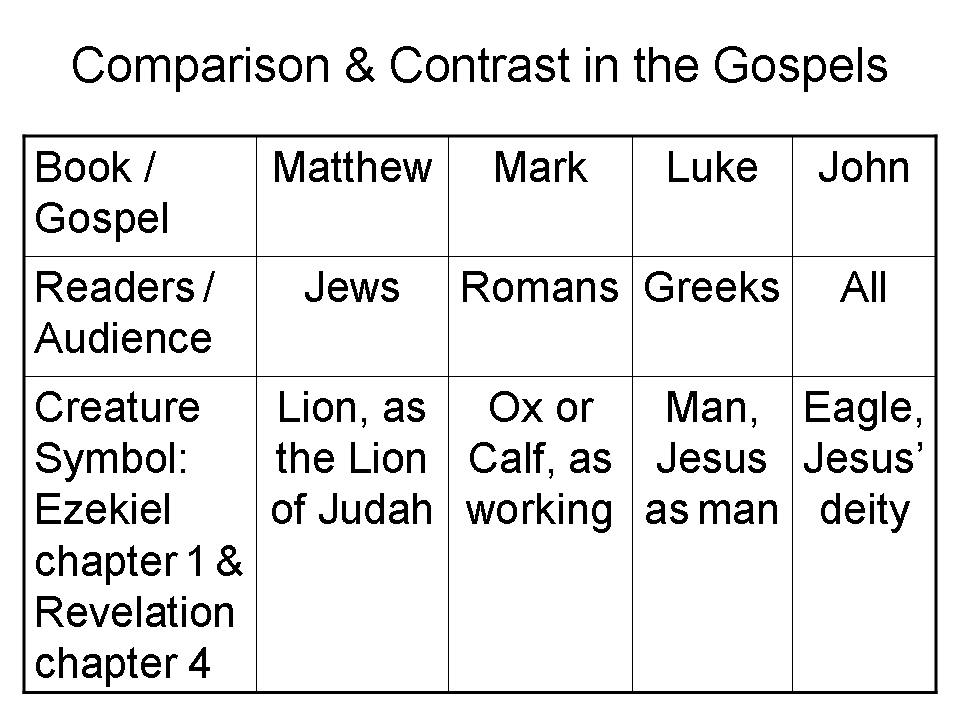 Comparison & Contrast in the Gospels
Book /
Gospel
Matthew
Mark
Luke
John
Readers /
Audience
Jews
Romans
Greeks
All
Creature
Symbol:
Ezekiel
chapter 1 &
Revelation
chapter 4
Lion, as
the Lion
of Judah
Ox or
Calf, as
working
Man,
Jesus
as man
Eagle,
Jesus’
deity